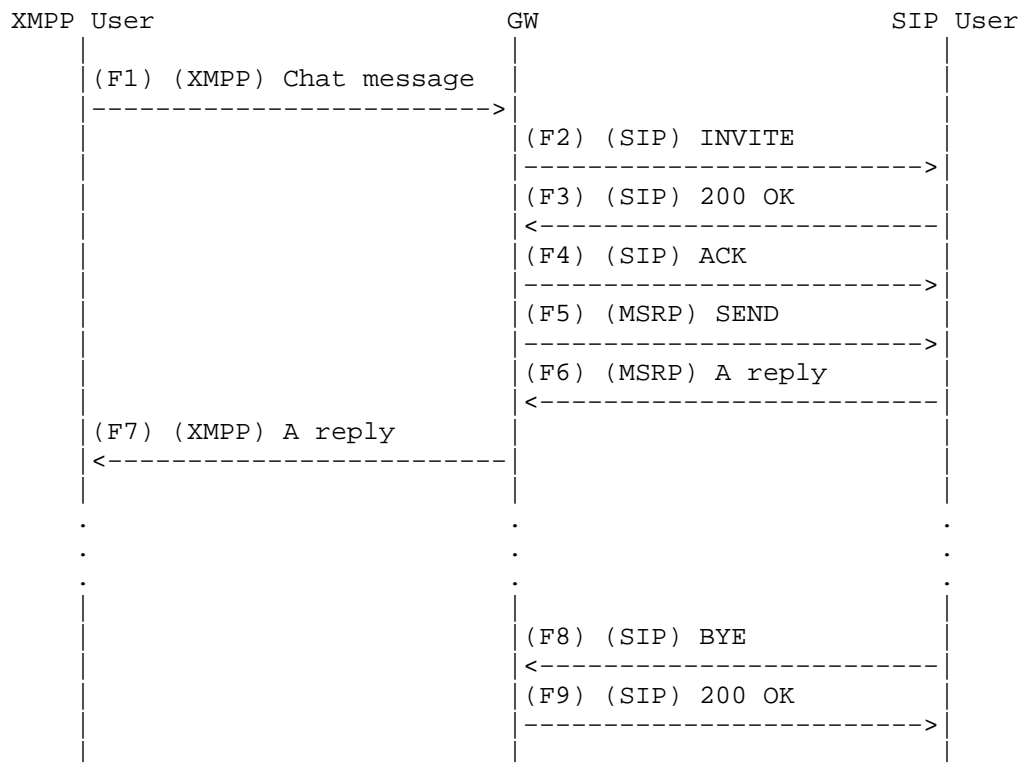 XMPP User GW SIP User
(F1) (XMPP) Chat message
(F2) (SIP) INVITE
(F3) (SIP) 200 OK
(F4) (SIP) ACK
(F5) (MSRP) SEND
(F6) (MSRP) A reply
(F7) (XMPP) A reply
(F8) (SIP) BYE
(F9) (SIP) 200 OK